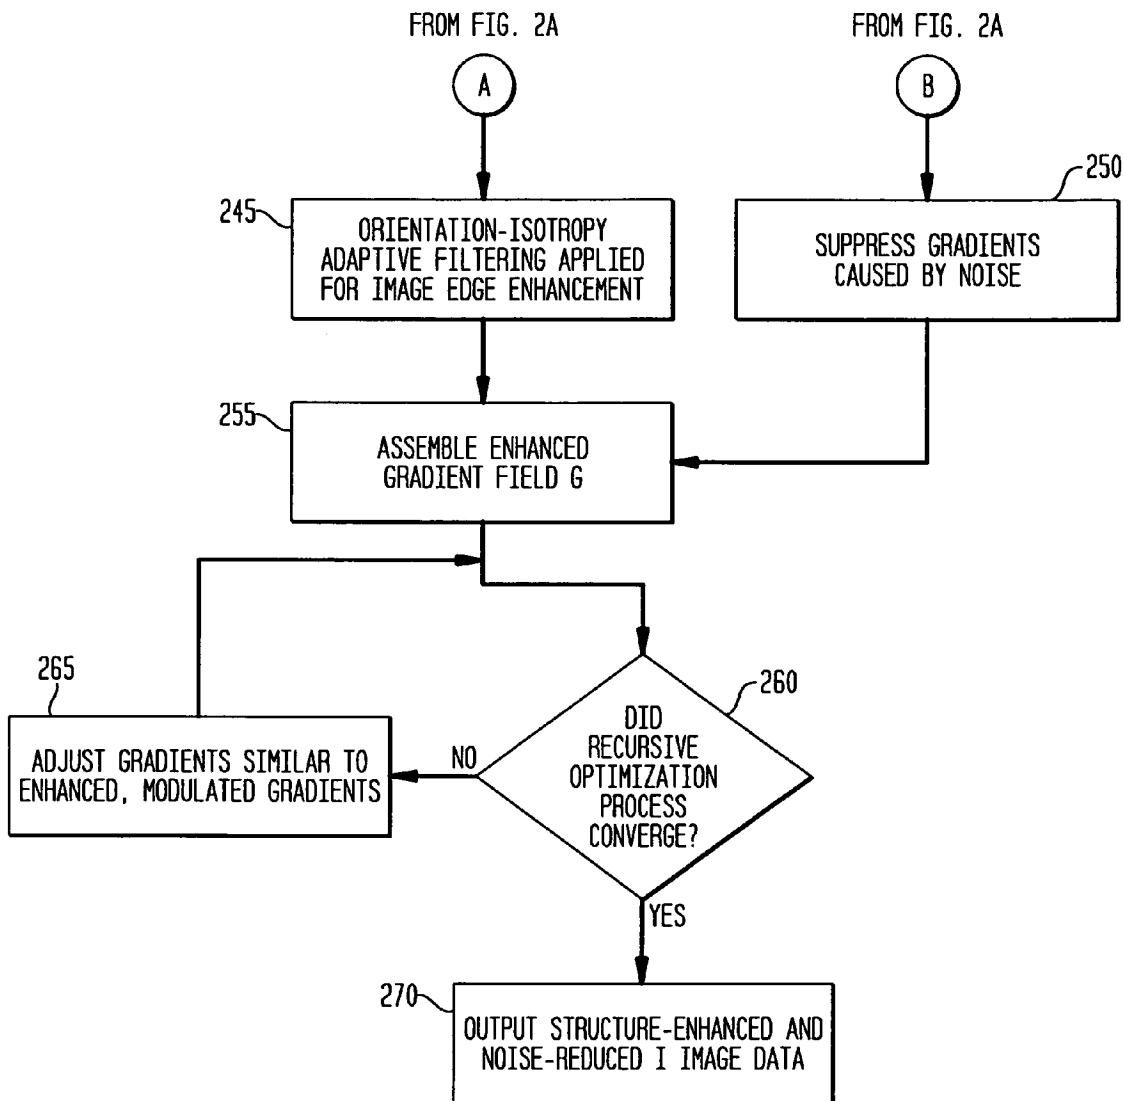 FROM FIG. 2A
FROM FIG. 2A
A
B
245
ORIENTATION-ISOTROPY
ADAPTIVE FILTERING APPLIED
FOR IMAGE EDGE ENHANCEMENT
250
SUPPRESS GRADIENTS
CAUSED BY NOISE
255
ASSEMBLE ENHANCED
GRADIENT FIELD G
265
ADJUST GRADIENTS SIMILAR TO
ENHANCED, MODULATED GRADIENTS
NO
260
DID
RECURSIVE
OPTIMIZATION
PROCESS
CONVERGE?
YES
270
OUTPUT STRUCTURE-ENHANCED AND
NOISE-REDUCED I IMAGE DATA